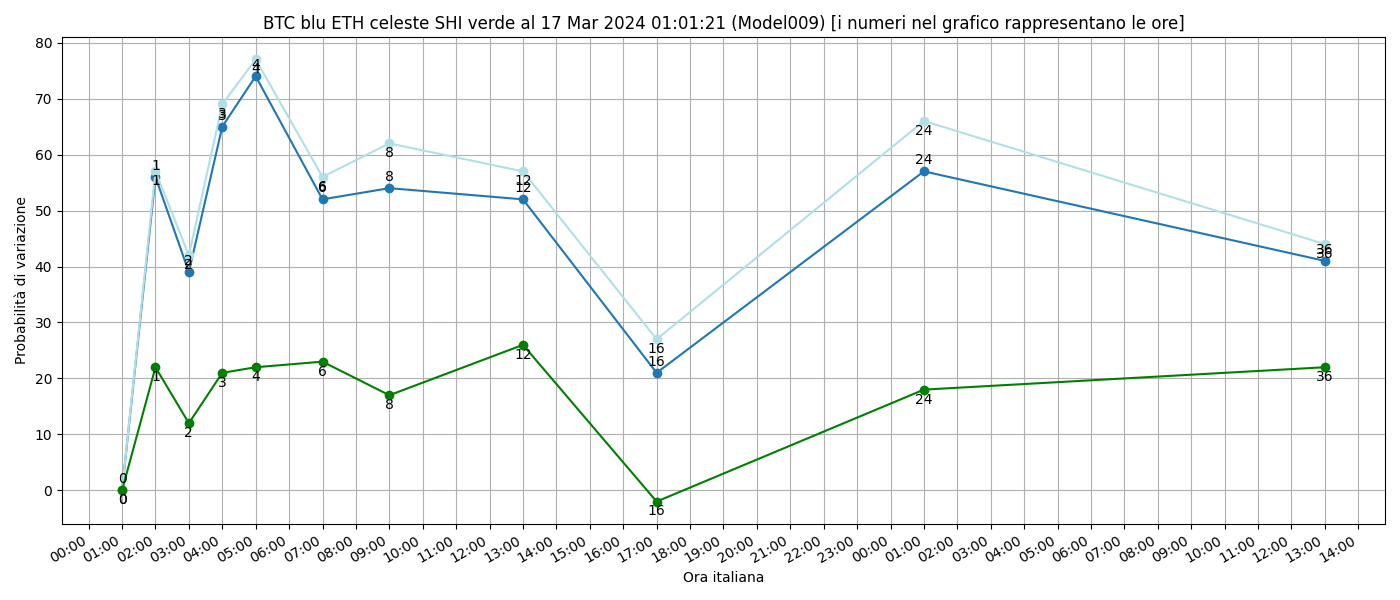 BTC blu ETH celeste SHI verde al 17 Mar 2024 01:01:21 (Model009) [i numeri nel grafico rappresentano le ore]
80
70
60
50
40
30
20
10
0
Probabilità di variazione
0 1 2 3 4 6 8 12 16 24 36
0 1 2 3 4 6 8 12 16 24 36
0 1 2 3 4 6 8 12 16 24 36
00:00 01:00 02:00 03:00 04:00 05:00 06:00 07:00 08:00 09:00 10:00 11:00 12:00 13:00 14:00 15:00 16:00 17:00 18:00 19:00 20:00 21:00 22:00 23:00 00:00 01:00 02:00 03:00 04:00 05:00 06:00 07:00 08:00 09:00 10:00 11:00 12:00 13:00 14:00
Ora italiana